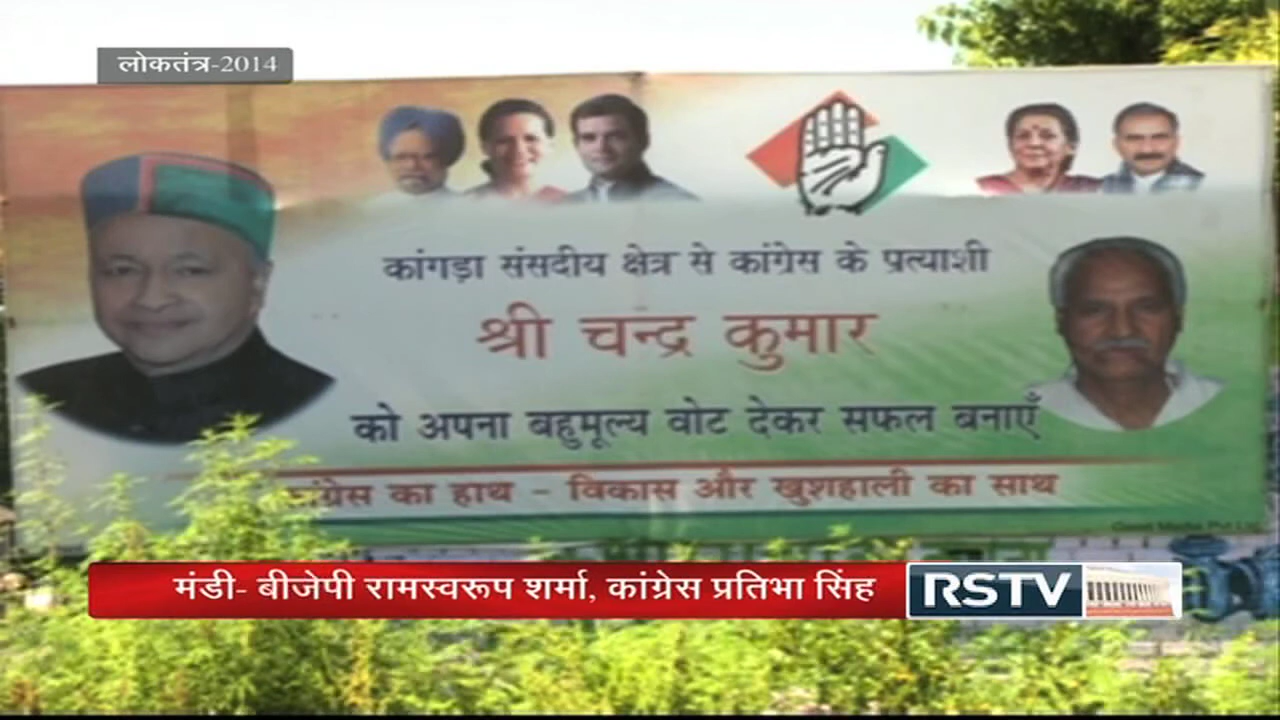 लोकतंत्र-2014
कांगड़ा संसदीय क्षेत्र से कांग्रेस के प्रत्याशी
श्री चन्द्र कुमार
को अपना बहुमूल्य वोट देकर सफल बनाएँ
कांग्रेस का हाथ - विकास और खुशहाली का साथ
मंडी- बीजेपी रामस्वरूप शर्मा, कांग्रेस प्रतिभा सिंह
RSTV